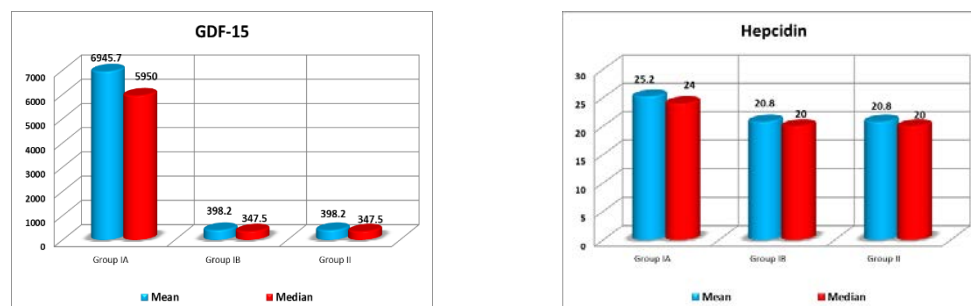 GDF-15
6945.7
5950
7000
6000
5000
4000
3000
2000
1000
0
398.2
347.5
398.2
347.5
Group IA
Group IB
Group II
Mean
Median
Hepcidin
30
25
20
15
10
5
0
25.2
24
20.8
20
20.8
20
Group IA
Group IB
Group II
Mean
Median